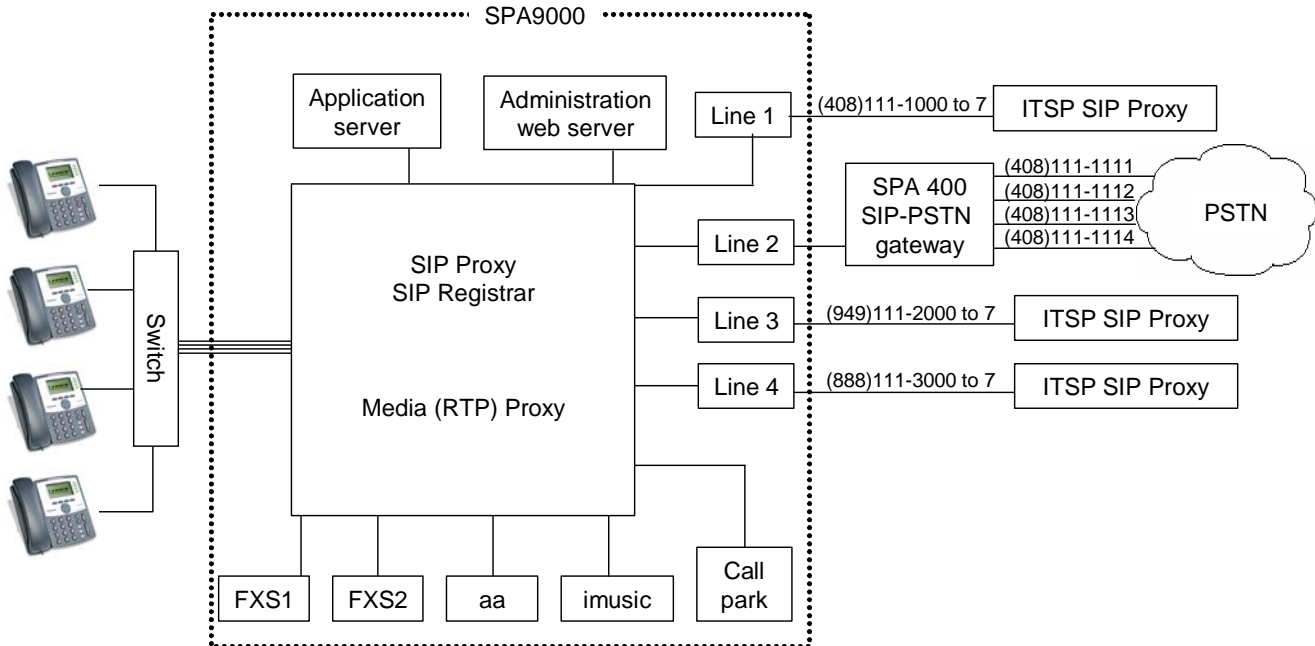 SPA9000
Application
server
Administration
web server
Line 1
(408)111-1000 to 7
ITSP SIP Proxy
SPA 400
SIP-PSTN
gateway
(408)111-1111
(408)111-1112
(408)111-1113
(408)111-1114
PSTN
Line 2
SIP Proxy
SIP Registrar
Switch
Line 3
(949)111-2000 to 7
ITSP SIP Proxy
Line 4
(888)111-3000 to 7
ITSP SIP Proxy
Media (RTP) Proxy
FXS1
FXS2
aa
imusic
Call
park